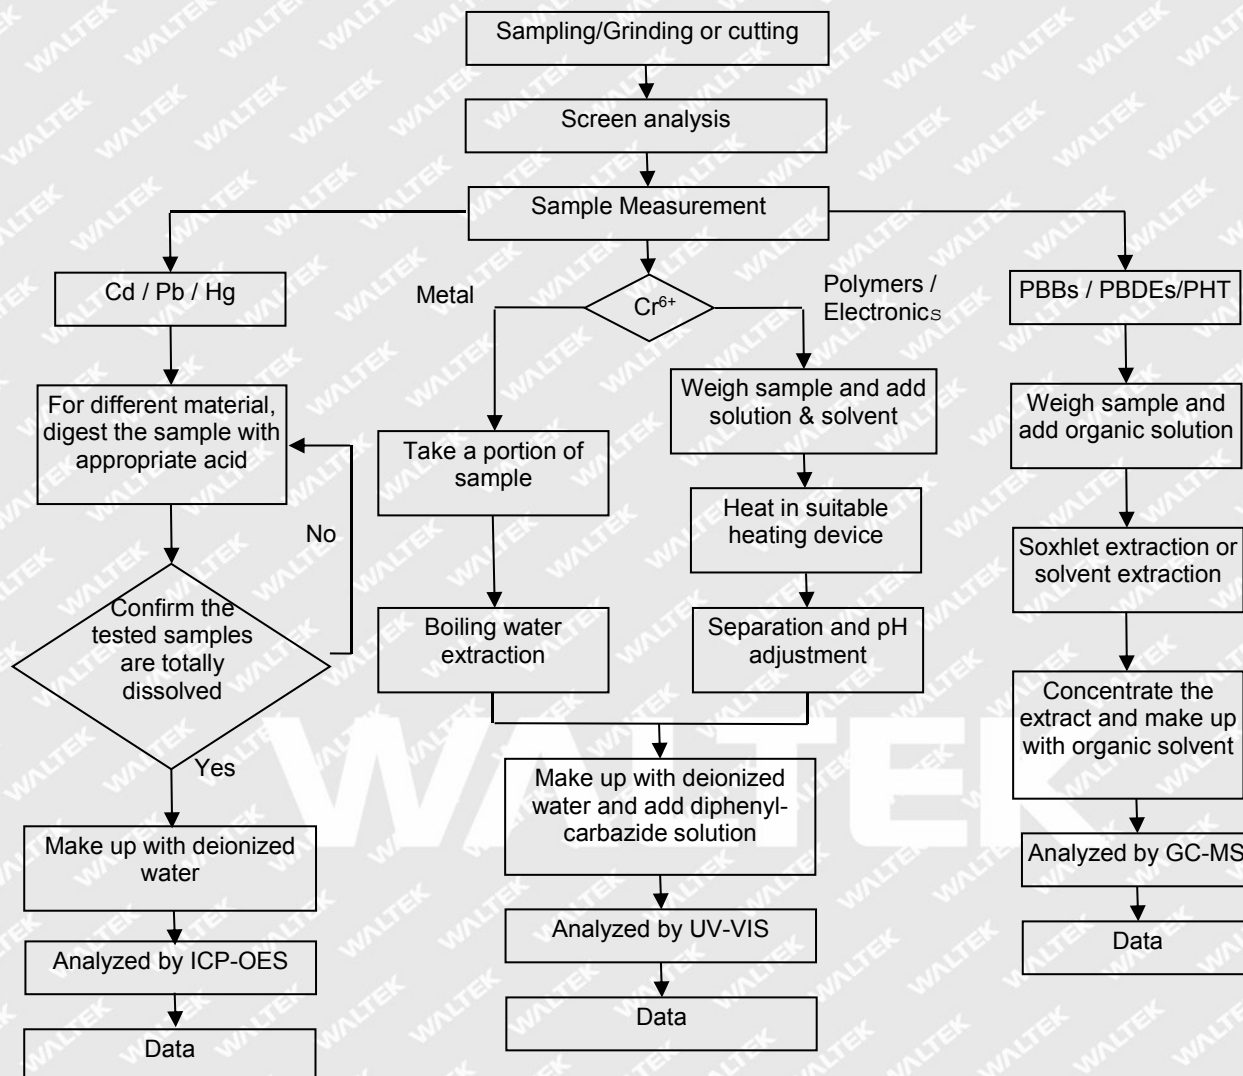 Sampling/Grinding or cutting
Screen analysis
Sample Measurement
Cd / Pb / Hg
Metal
Cr⁶⁺
Polymers /
Electronics
PBBs / PBDEs/PHT
For different material,
digest the sample with
appropriate acid
No
Confirm the
tested samples
are totally
dissolved
Yes
Make up with deionized
water
Analyzed by ICP-OES
Data
Take a portion of
sample
Boiling water
extraction
Weigh sample and add
solution & solvent
Heat in suitable
heating device
Separation and pH
adjustment
Make up with deionized
water and add diphenyl-
carbazide solution
Analyzed by UV-VIS
Data
Weigh sample and
add organic solution
Soxhlet extraction or
solvent extraction
Concentrate the
extract and make up
with organic solvent
Analyzed by GC-MS
Data
WALTEK